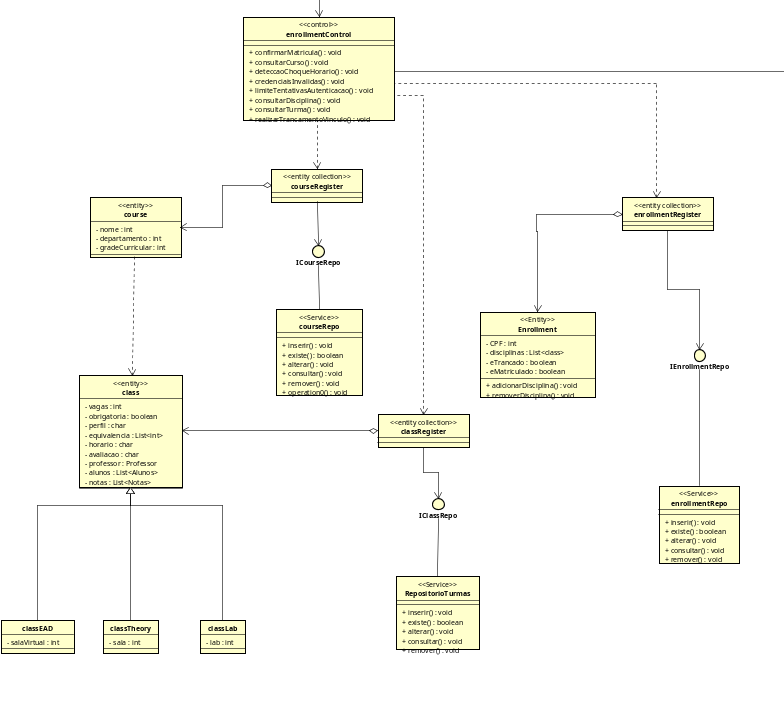 <<control>>
enrollmentControl
+ confirmarMatricula() : void
+ consultarCurso() : void
+ deteccaoChoqueHorario() : void
+ credenciaisInvalidas() : void
+ limiteTentativasAutenticacao() : void
+ consultarDisciplina() : void
+ consultarTurma() : void
+ realizarTrancamentoVinculo() : void
<<entity collection>>
courseRegister
<<entity>>
course
- nome : int
- departamento : int
- gradeCurricular : int
<<entity collection>>
enrollmentRegister
ICourseRepo
<<Service>>
courseRepo
+ inserir() : void
+ existe() : boolean
+ alterar() : void
+ consultar() : void
+ remover() : void
+ operation0() : void
<<Entity>>
Enrollment
- CPF : int
- disciplinas : List<class>
- eTrancado : boolean
- eMatriculado : boolean
+ adicionarDisciplina() : void
+ removerDisciplina() : void
IEnrollmentRepo
<<entity>>
class
- vagas : int
- obrigatoria : boolean
- perfil : char
- equivalencia : List<int>
- horario : char
- avaliacao : char
- professor : Professor
- alunos : List<Alunos>
- notas : List<Notas>
<<entity collection>>
classRegister
IClassRepo
<<Service>>
enrollmentRepo
+ inserir() : void
+ existe() : boolean
+ alterar() : void
+ consultar() : void
+ remover() : void
<<Service>>
RepositorioTurmas
+ inserir() : void
+ existe() : boolean
+ alterar() : void
+ consultar() : void
+ remover() : void
classEAD
- salaVirtual : int
classTheory
- sala : int
classLab
- lab : int